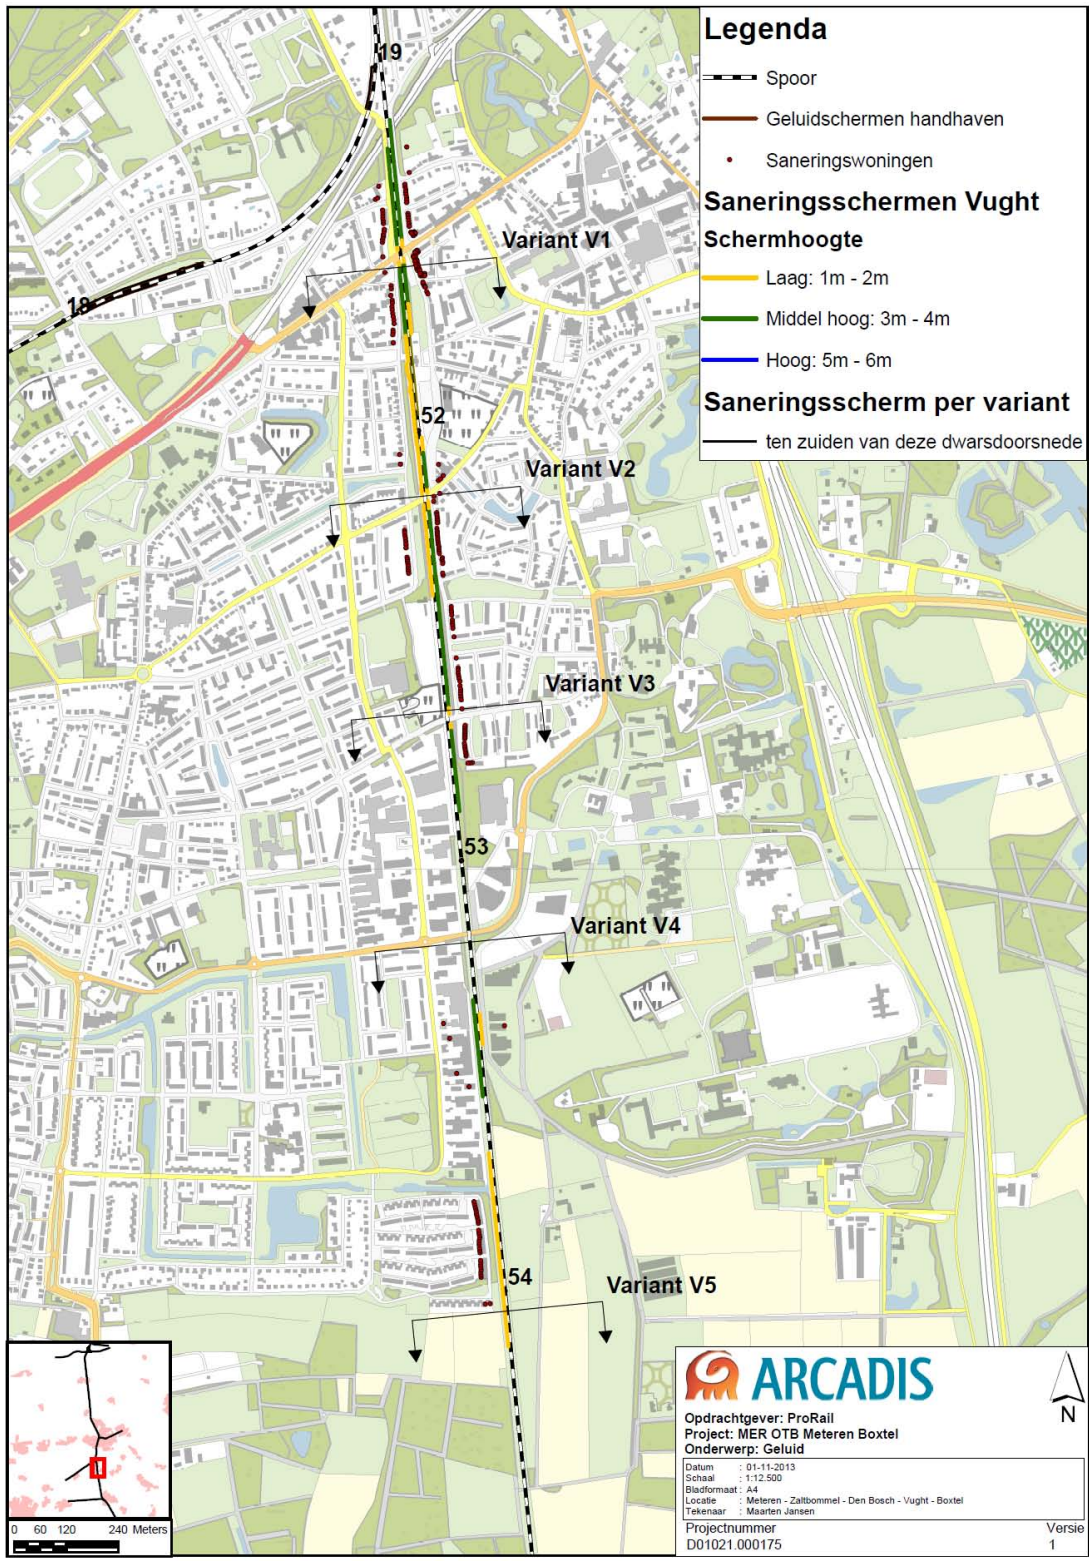 Legenda
Spoor
Geluidschermen handhaven
Saneringswoningen
Saneringsschermen Vught
Schermhoogte
Laag: 1m - 2m
Middel hoog: 3m - 4m
Hoog: 5m - 6m
Saneringsscherm per variant
ten zuiden van deze dwarsdoorsnede
19
Variant V1
18
52
Variant V2
Variant V3
53
Variant V4
54
Variant V5
0 60 120 240 Meters
ARCADIS
N
Opdrachtgever: ProRail
Project: MER OTB Meteren Boxtel
Onderwerp: Geluid
Datum : 01-11-2013
Schaal : 1:12.500
Bladformaat : A4
Locatie : Meteren - Zaltbommel - Den Bosch - Vught - Boxtel
Tekenaar : Maarten Jansen
Projectnummer Versie
D01021.000175 1